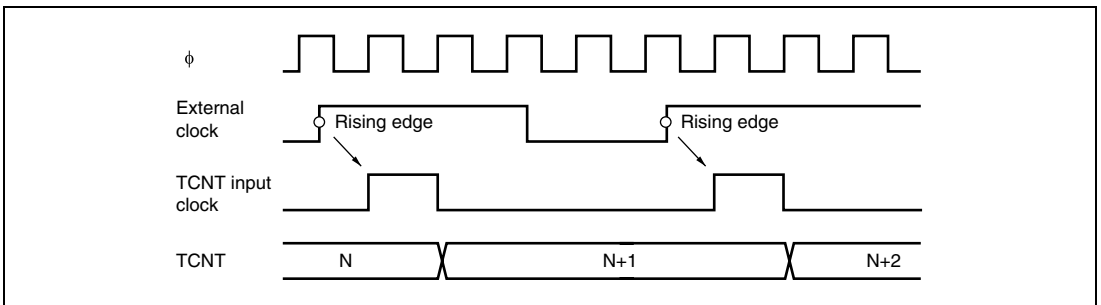 ϕ
External
clock
Rising edge
Rising edge
TCNT input
clock
TCNT
N
N+1
N+2